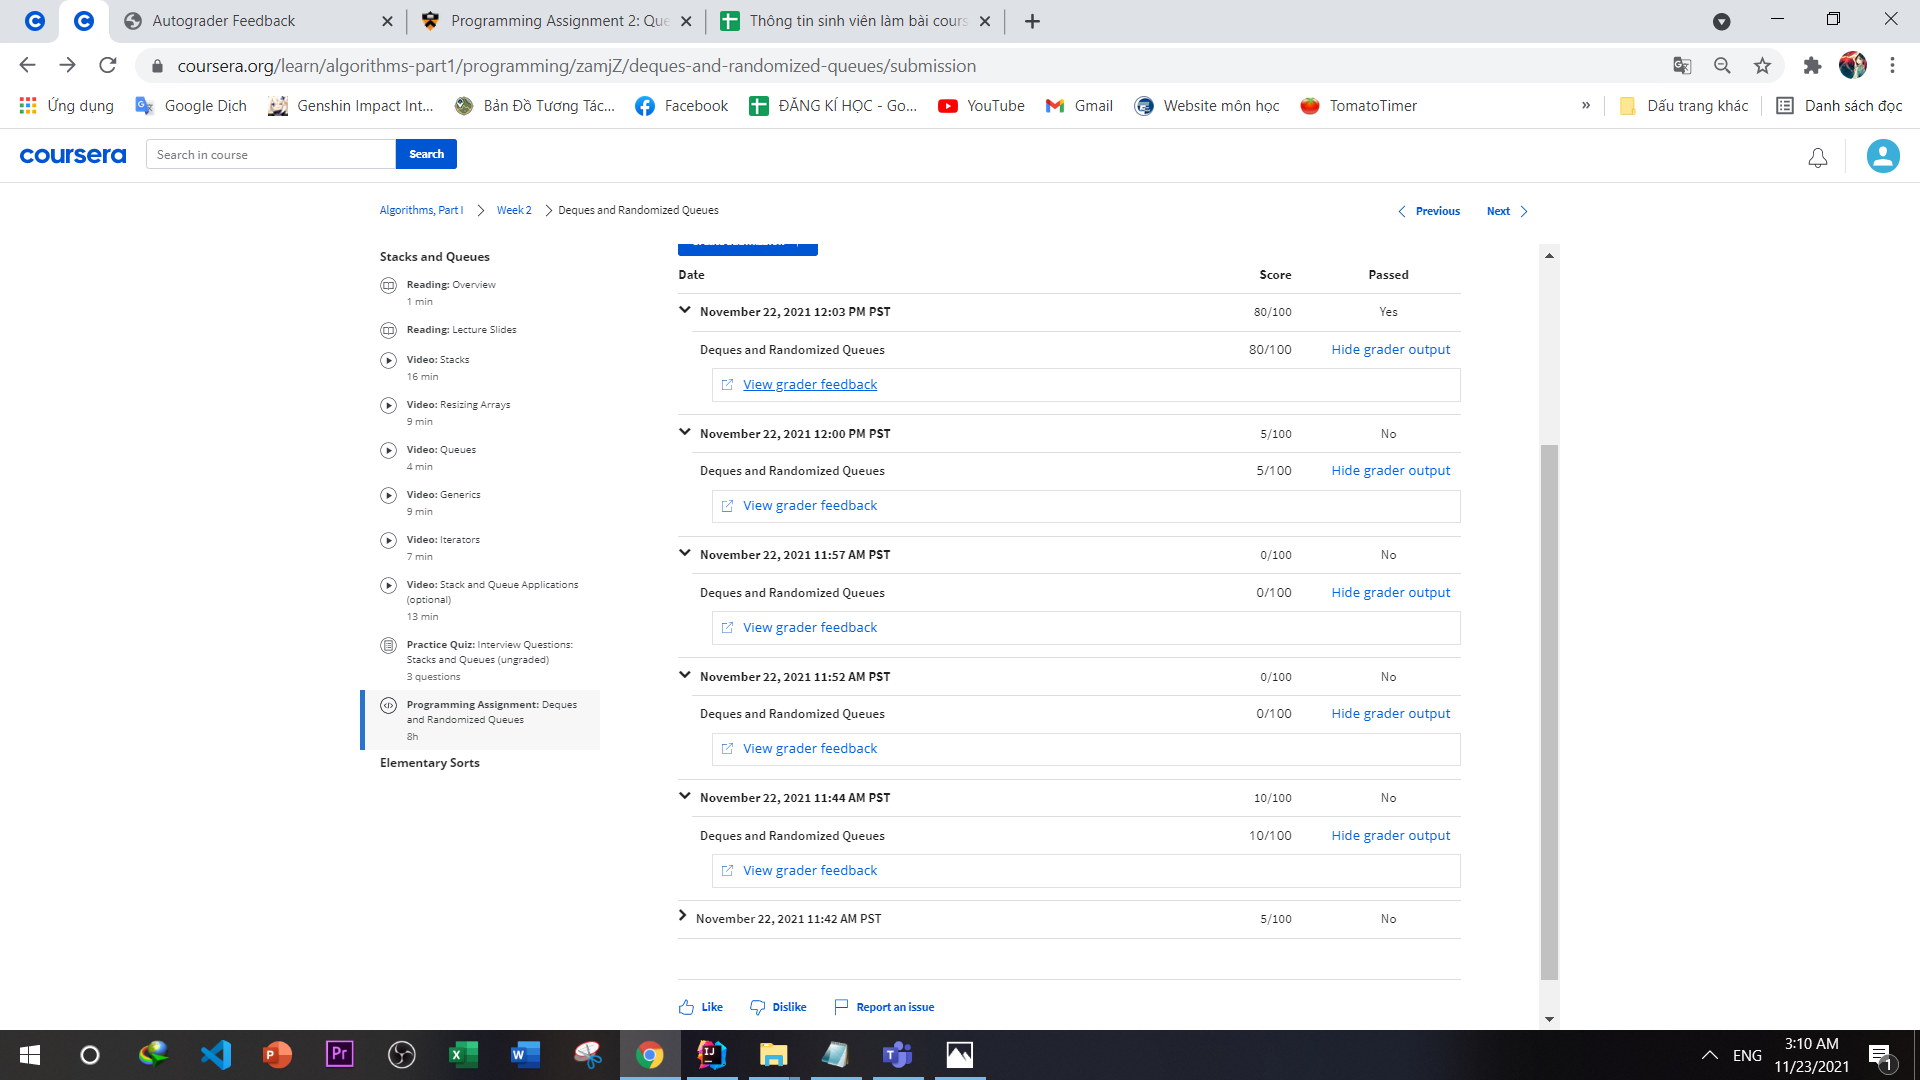 Autograder Feedback
Programming Assignment 2: Que
Thông tin sinh viên làm bài cours
coursera.org/learn/algorithms-part1/programming/zamjZ/deques-and-randomized-queues/submission
Ứng dụng
Google Dịch
Genshin Impact Int...
Bản Đồ Tương Tác...
Facebook
ĐĂNG KÍ HỌC - Go...
YouTube
Gmail
Website môn học
TomatoTimer
»
Dấu trang khác
Danh sách đọc
coursera
Search in course
Search
Algorithms, Part I
Week 2
Deques and Randomized Queues
Previous
Next
Stacks and Queues
Reading: Overview
1 min
Reading: Lecture Slides
Video: Stacks
16 min
Video: Resizing Arrays
9 min
Video: Queues
4 min
Video: Generics
9 min
Video: Iterators
7 min
Video: Stack and Queue Applications
(optional)
13 min
Practice Quiz: Interview Questions:
Stacks and Queues (ungraded)
3 questions
Programming Assignment: Deques
and Randomized Queues
8h
Elementary Sorts
Date Score Passed
November 22, 2021 12:03 PM PST 80/100 Yes
Deques and Randomized Queues 80/100 Hide grader output
View grader feedback
November 22, 2021 12:00 PM PST 5/100 No
Deques and Randomized Queues 5/100 Hide grader output
View grader feedback
November 22, 2021 11:57 AM PST 0/100 No
Deques and Randomized Queues 0/100 Hide grader output
View grader feedback
November 22, 2021 11:52 AM PST 0/100 No
Deques and Randomized Queues 0/100 Hide grader output
View grader feedback
November 22, 2021 11:44 AM PST 10/100 No
Deques and Randomized Queues 10/100 Hide grader output
View grader feedback
November 22, 2021 11:42 AM PST 5/100 No
Like
Dislike
Report an issue
ENG
3:10 AM
11/23/2021
1